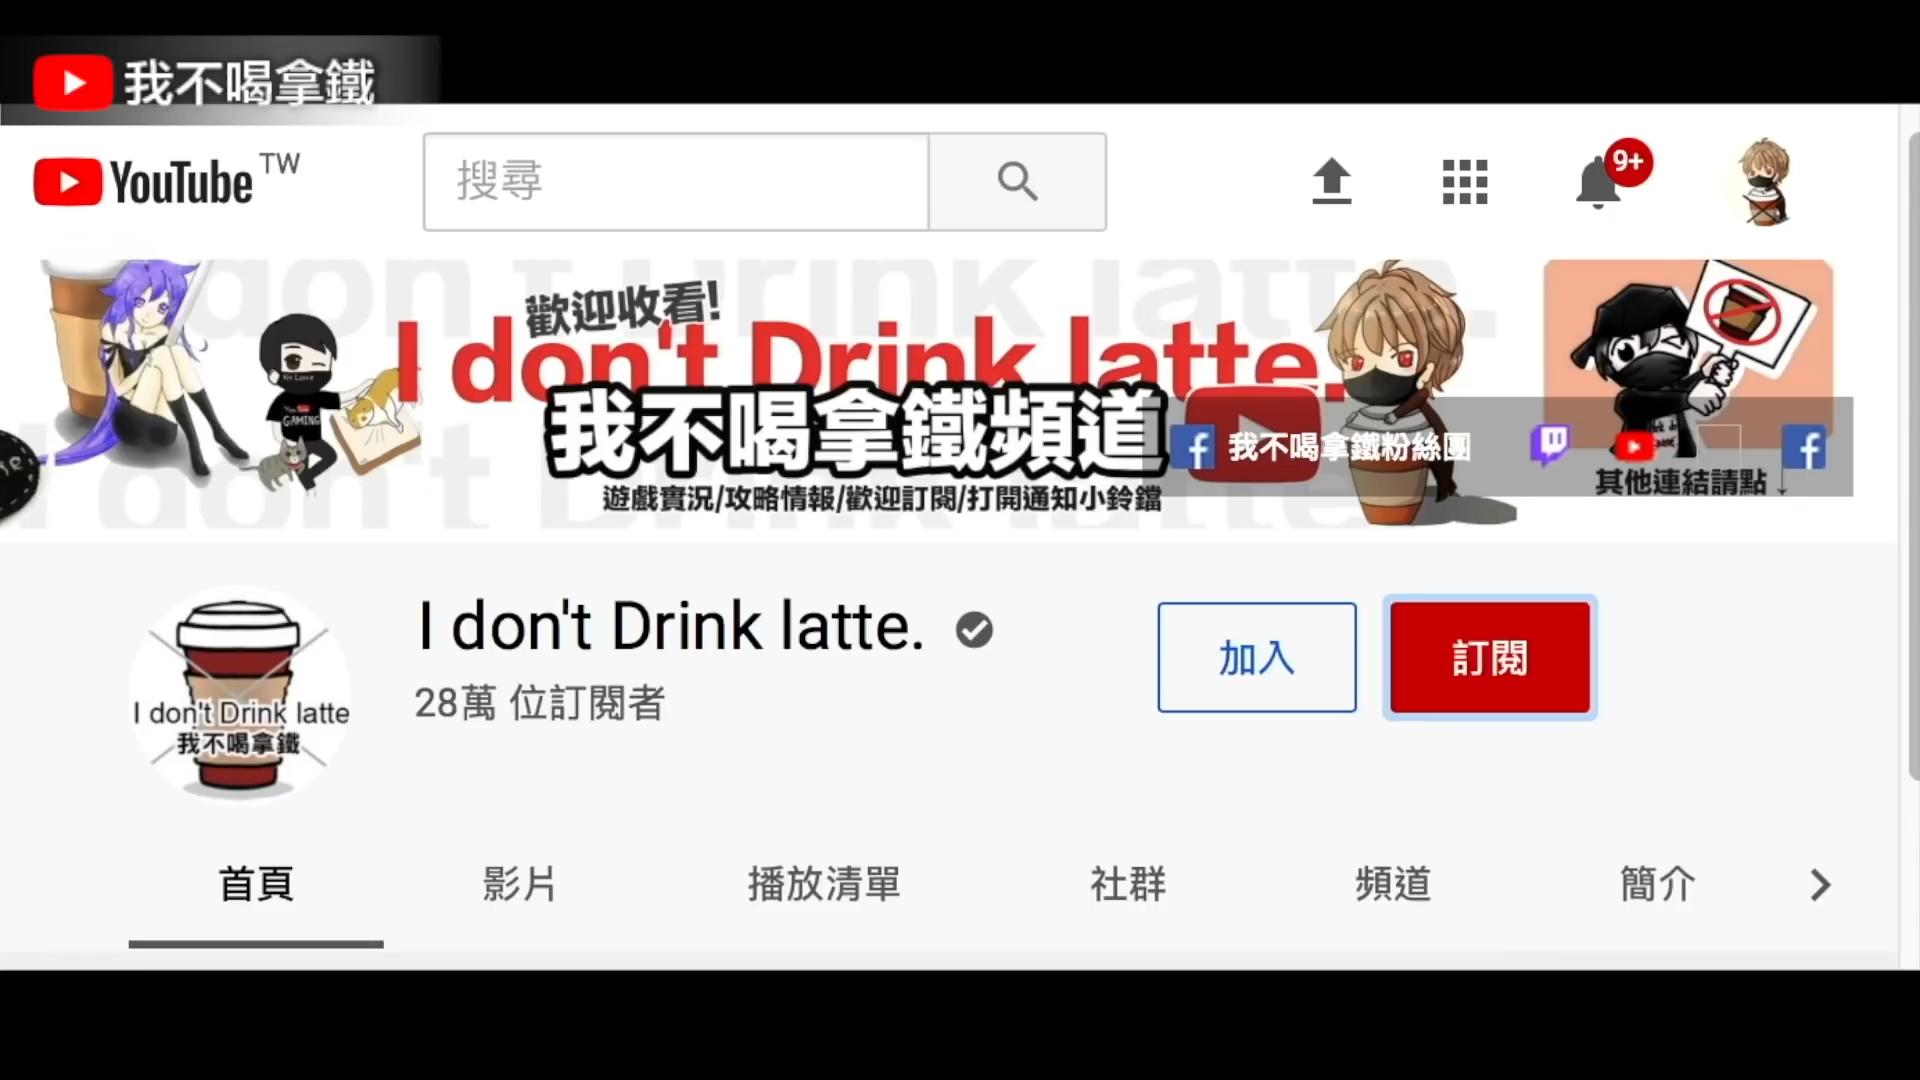 我不喝拿鐵
YouTube TW
搜尋
9+
歡迎收看!
I don't Drink latte.
我不喝拿鐵頻道
遊戲實況/攻略情報/歡迎訂閱/打開通知小鈴鐺
我不喝拿鐵粉絲團
其他連結請點↓
GAMING
I don't Drink latte
我不喝拿鐵
I don't Drink latte.
28萬 位訂閱者
加入
訂閱
首頁
影片
播放清單
社群
頻道
簡介